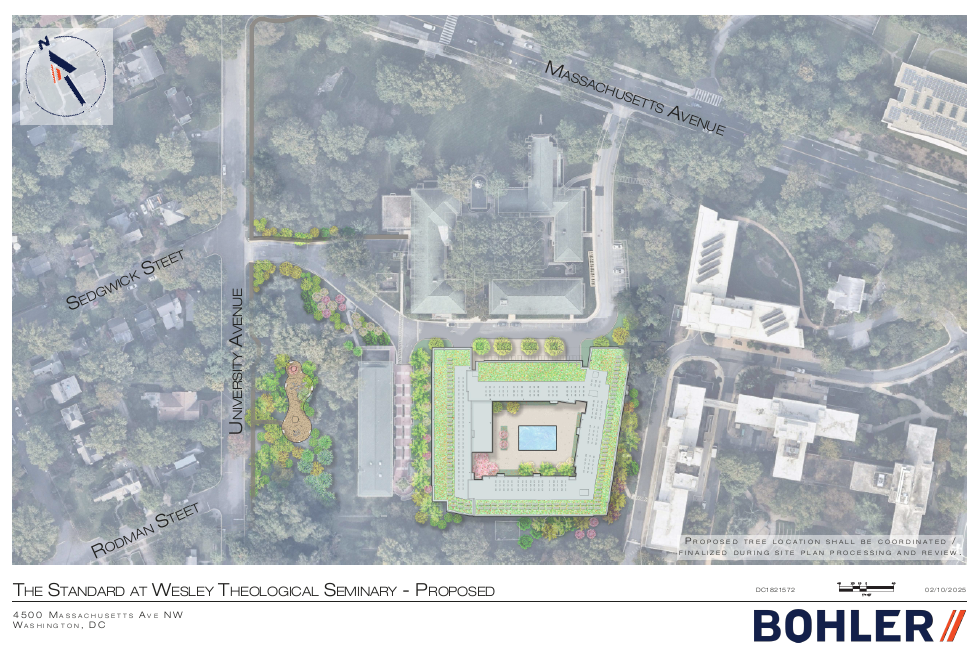 N
MASSACHUSETTS AVENUE
SEDGWICK STREET
UNIVERSITY AVENUE
RODMAN STEET
PROPOSED TREE LOCATION SHALL BE COORDINATED /
FINALIZED DURING SITE PLAN PROCESSING AND REVIEW.
THE STANDARD AT WESLEY THEOLOGICAL SEMINARY - PROPOSED
DC1821572
02/10/2025
4500 MASSACHUSETTS AVE NW
WASHINGTON, DC
BOHLER //